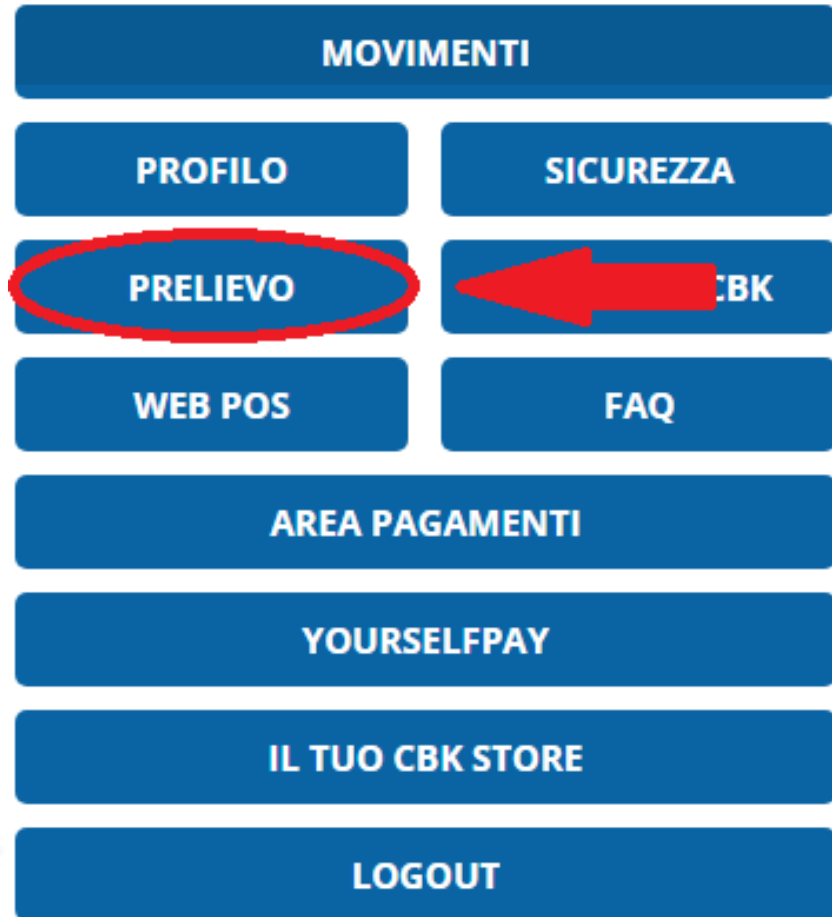 MOVIMENTI
PROFILO
SICUREZZA
PRELIEVO
CBK
WEB POS
FAQ
AREA PAGAMENTI
YOURSELFPAY
IL TUO CBK STORE
LOGOUT